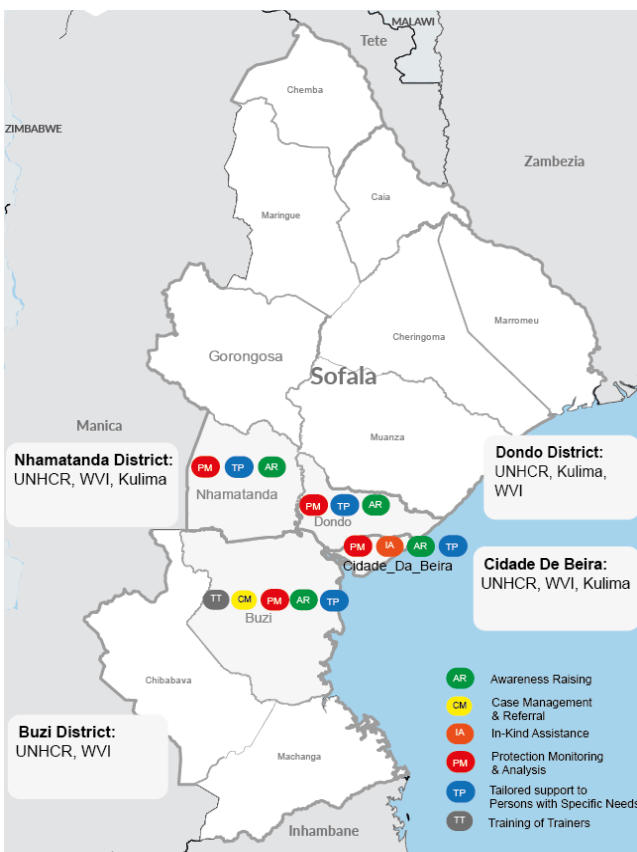 MALAWI
Tete
Chemba
ZIMBABWE
Zambezia
Caia
Maringue
Marromeu
Cheringoma
Gorongosa
Sofala
Manica
Muanza
Nhamatanda District:
UNHCR, WVI, Kulima
Dondo District:
UNHCR, Kulima,
WVI
PM TP AR
Nhamatanda
PM TP AR
Dondo
PM IA AR TP
Cidade_Da_Beira
Cidade De Beira:
UNHCR, WVI, Kulima
TT CM PM AR TP
Buzi
Chibabava
Buzi District:
UNHCR, WVI
Machanga
Inhambane
AR Awareness Raising
CM Case Management
& Referral
IA In-Kind Assistance
PM Protection Monitoring
& Analysis
TP Tailored support to
Persons with Specific Needs
TT Training of Trainers